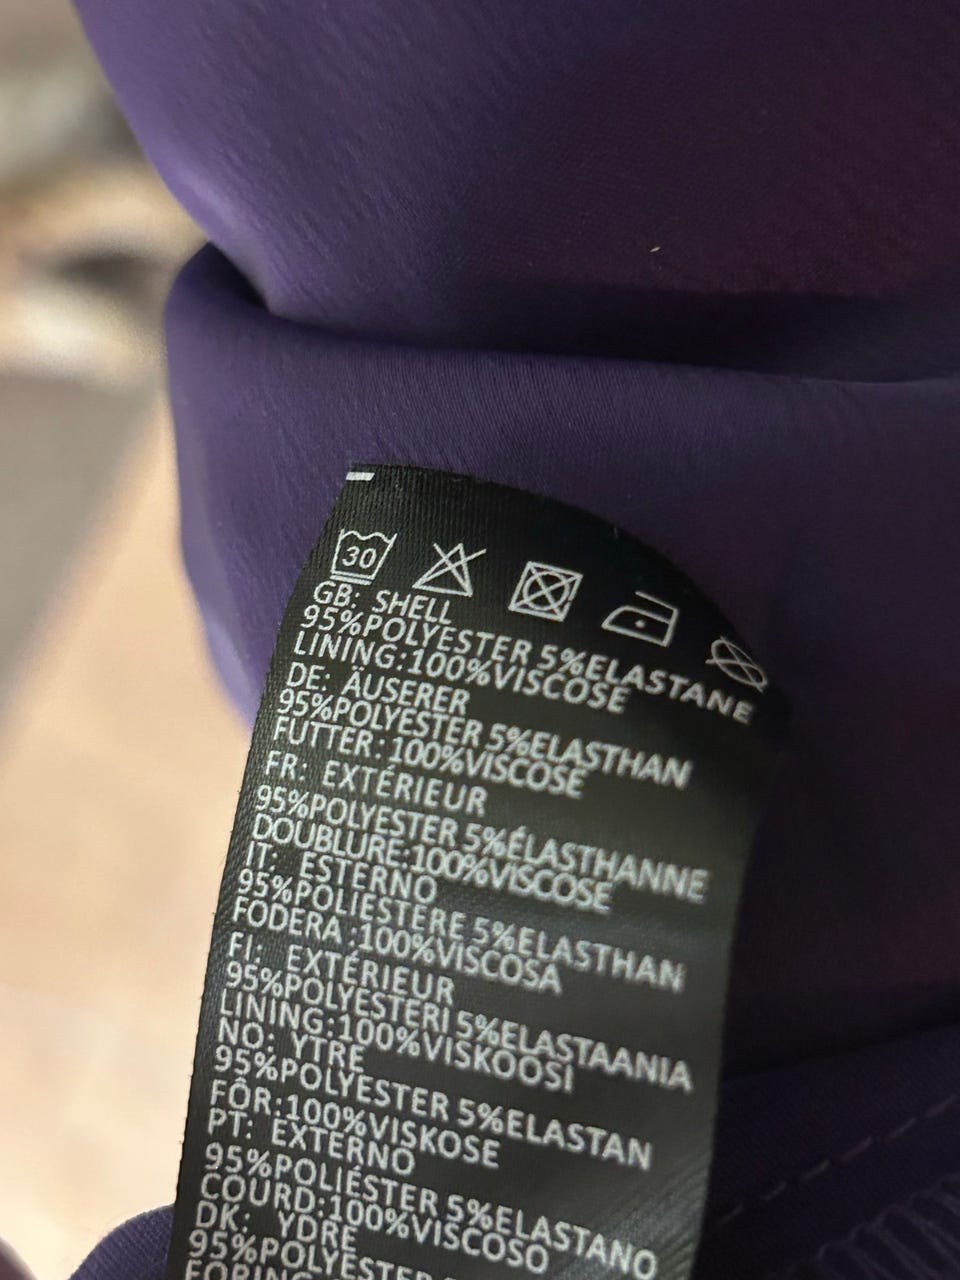 30
GB: SHELL
95%POLYESTER 5%ELASTANE
LINING:100%VISCOSE
DE: ÄUSERER
95%POLYESTER 5%ELASTHAN
FUTTER:100%VISCOSE
FR: EXTÉRIEUR
95%POLYESTER 5%ÉLASTHANNE
DOUBLURE:100%VISCOSE
IT: ESTERNO
95%POLIESTERE 5%ELASTHAN
FODERA :100%VISCOSA
FI: EXTÉRIEUR
95%POLYESTERI 5%ELASTAANIA
LINING:100%VISKOOSI
NO: YTRE
95%POLYESTER 5%ELASTAN
FÔR:100%VISKOSE
PT: EXTERNO
95%POLIÉSTER 5%ELASTANO
COURD:100%VISCOSO
DK: YDRE
95%POLYESTER